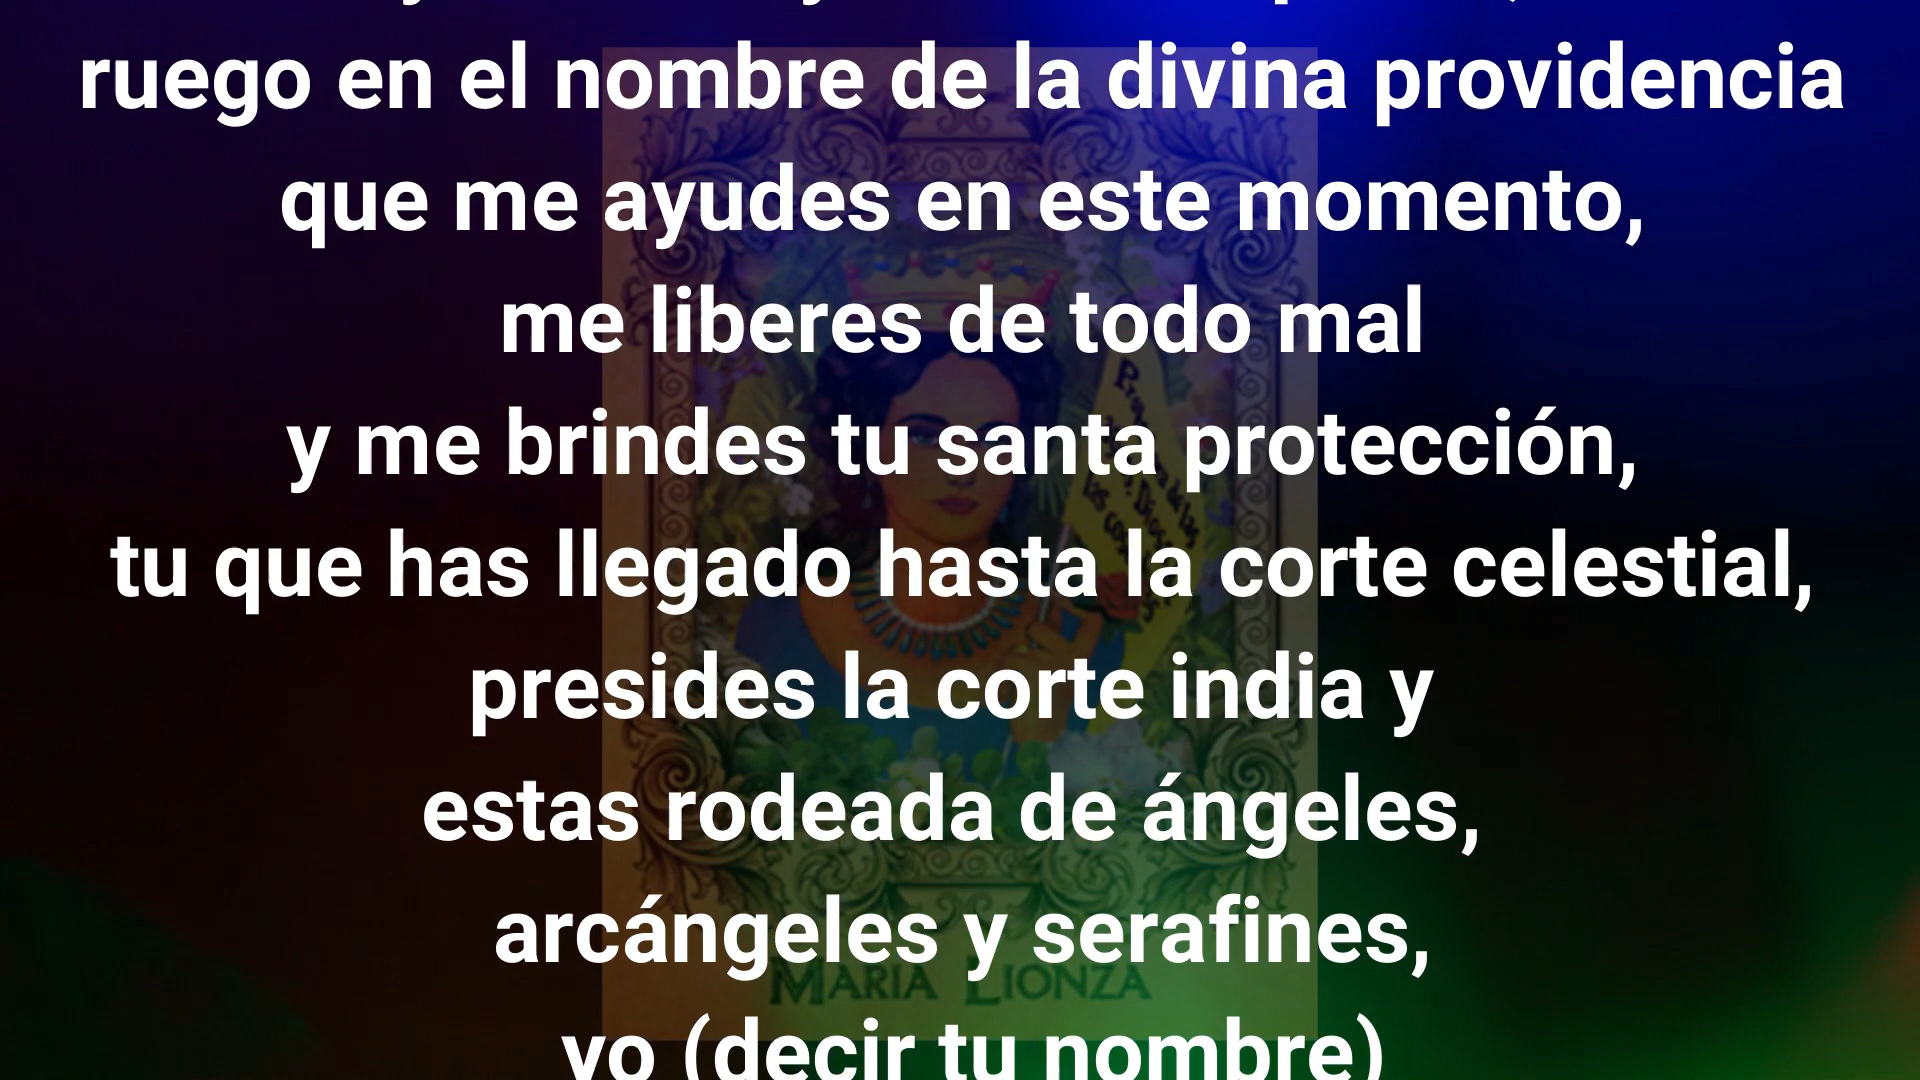 ruego en el nombre de la divina providencia
que me ayudes en este momento,
me liberes de todo mal
y me brindes tu santa protección,
tu que has llegado hasta la corte celestial,
presides la corte india y
estas rodeada de ángeles,
arcángeles y serafines,
MARIA LIONZA
yo (decir tu nombre)